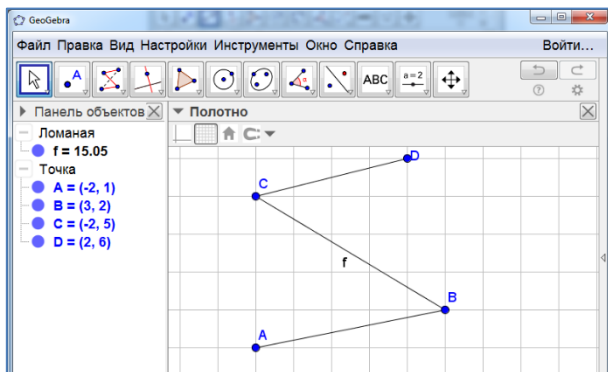 GeoGebra
Файл Правка Вид Настройки Инструменты Окно Справка Войти...
A ABC a=2
Панель объектов Полотно
Ломаная
f = 15.05
Точка
A = (-2, 1)
B = (3, 2)
C = (-2, 5)
D = (2, 6)
D
C
f
B
A